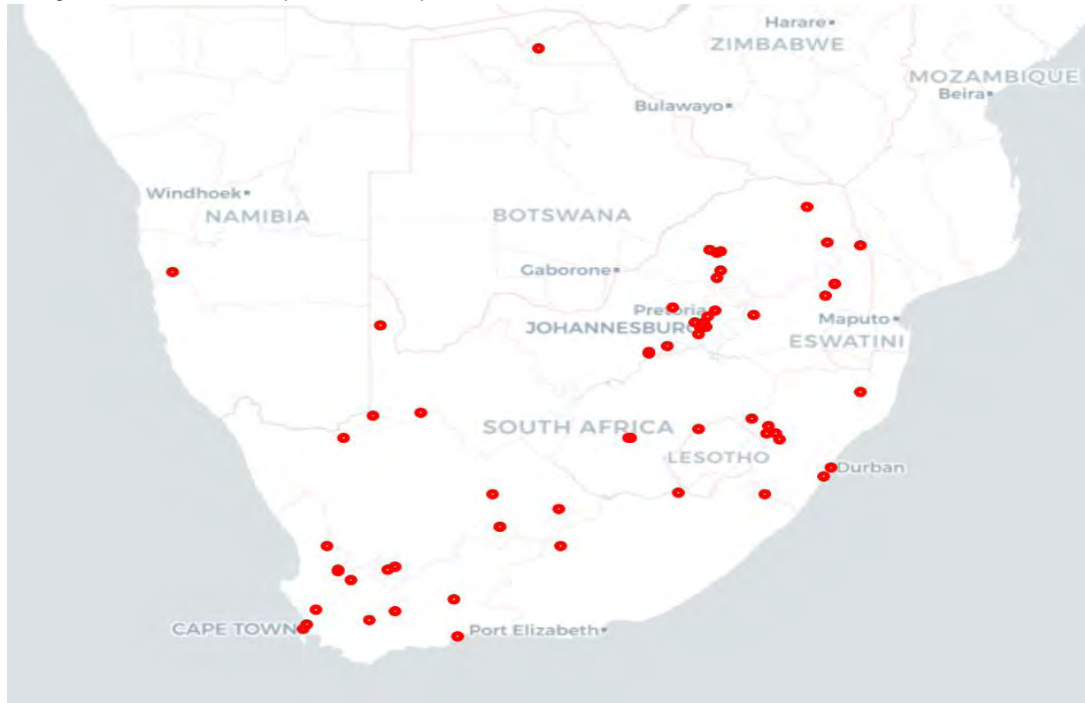 Harare
ZIMBABWE
MOZAMBIQUE
Beira
Bulawayo
Windhoek
NAMIBIA
BOTSWANA
Gaborone
Pretoria
Maputo
JOHANNESBURG
ESWATINI
SOUTH AFRICA
LESOTHO
Durban
CAPE TOWN
Port Elizabeth